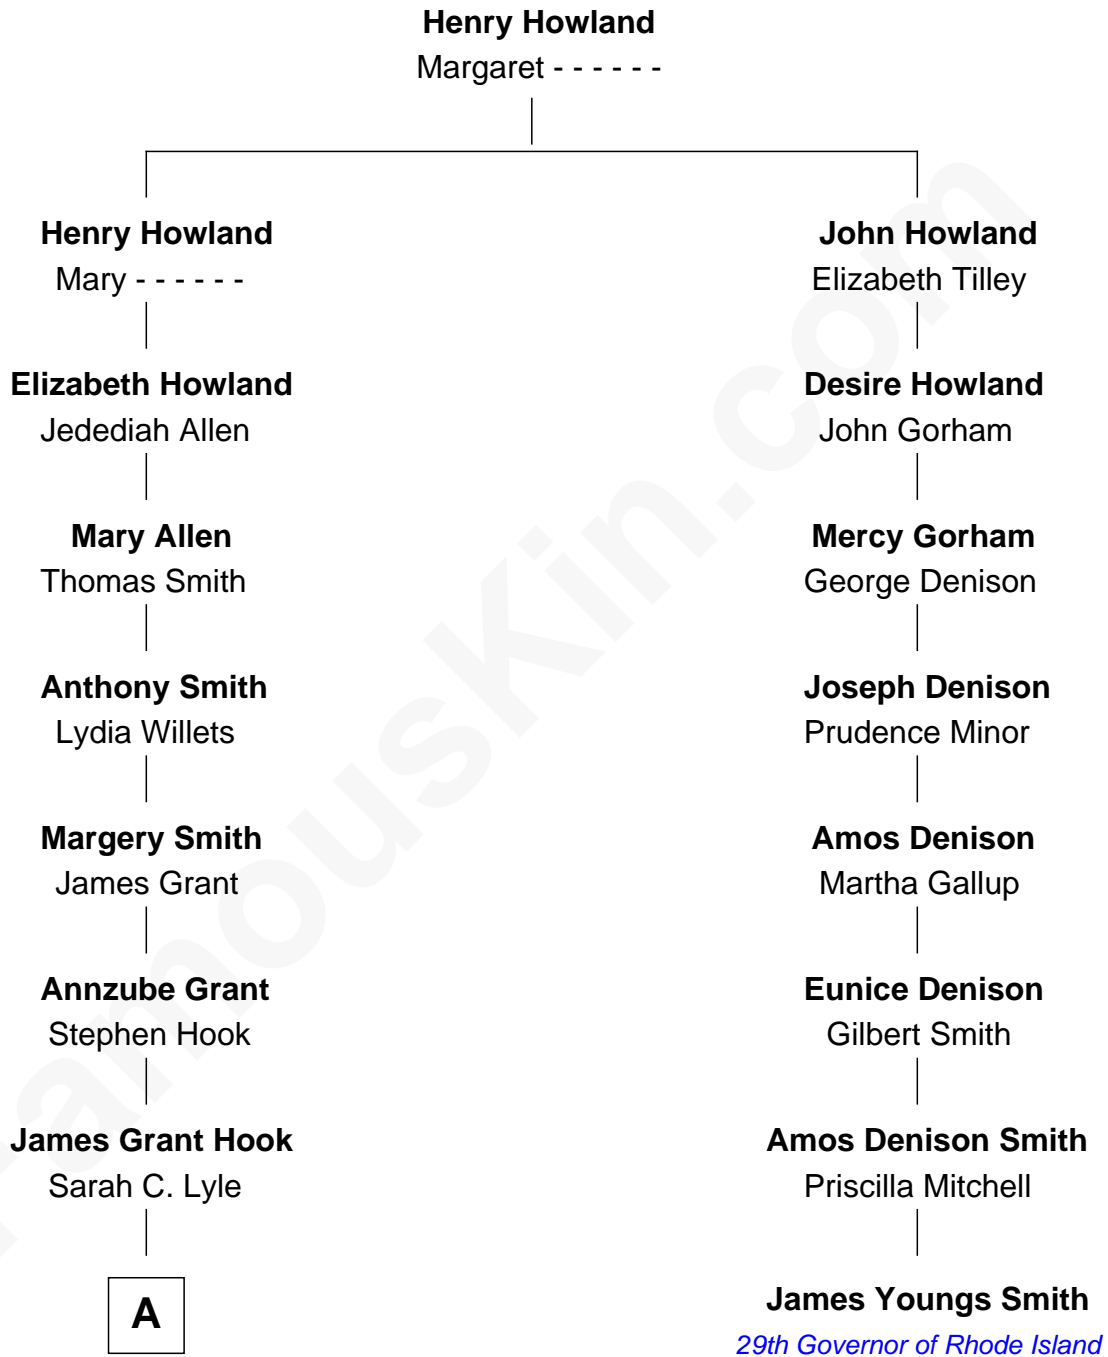 Henry Howland
Margaret - - - - - -
Henry Howland
Mary - - - - - -
Elizabeth Howland
Jedediah Allen
Mary Allen
Thomas Smith
Anthony Smith
Lydia Willets
Margery Smith
James Grant
Annzube Grant
Stephen Hook
James Grant Hook
Sarah C. Lyle
A
John Howland
Elizabeth Tilley
Desire Howland
John Gorham
Mercy Gorham
George Denison
Joseph Denison
Prudence Minor
Amos Denison
Martha Gallup
Eunice Denison
Gilbert Smith
Amos Denison Smith
Priscilla Mitchell
James Youngs Smith
29th Governor of Rhode Island
FamousKin.com